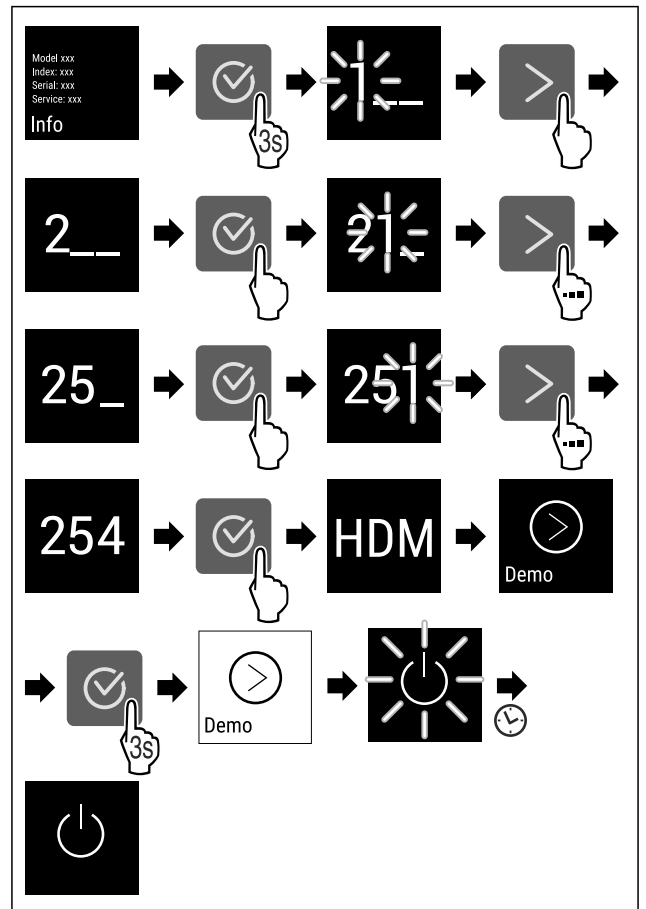 Model xxx
Index: xxx
Serial: xxx
Service: xxx
Info
3s
1__
2__
21_
25_
251
254
HDM
Demo
3s
Demo